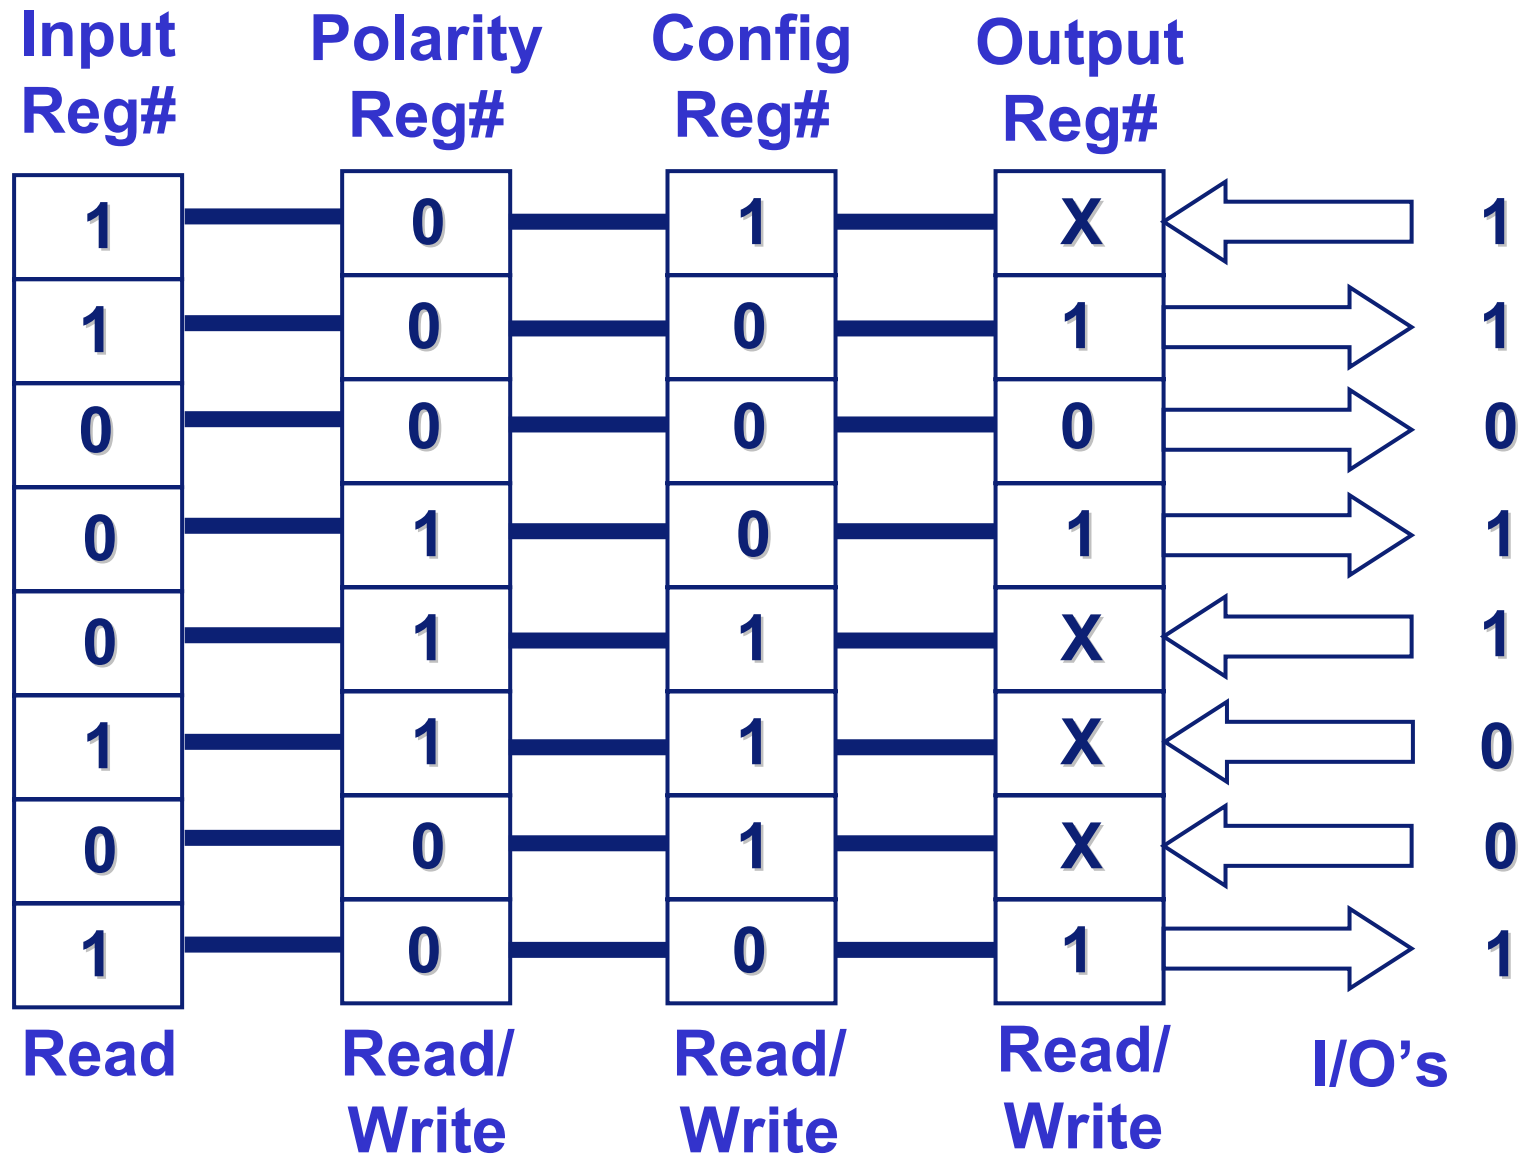 Input Polarity Config Output
Reg# Reg# Reg# Reg#
1 0 1 X 1
1 0 0 1 1
0 0 0 0 0
0 1 0 1 1
0 1 1 X 1
1 1 1 X 0
0 0 1 X 0
1 0 0 1 1
Read Read/ Read/ Read/ I/O’s
Write Write Write